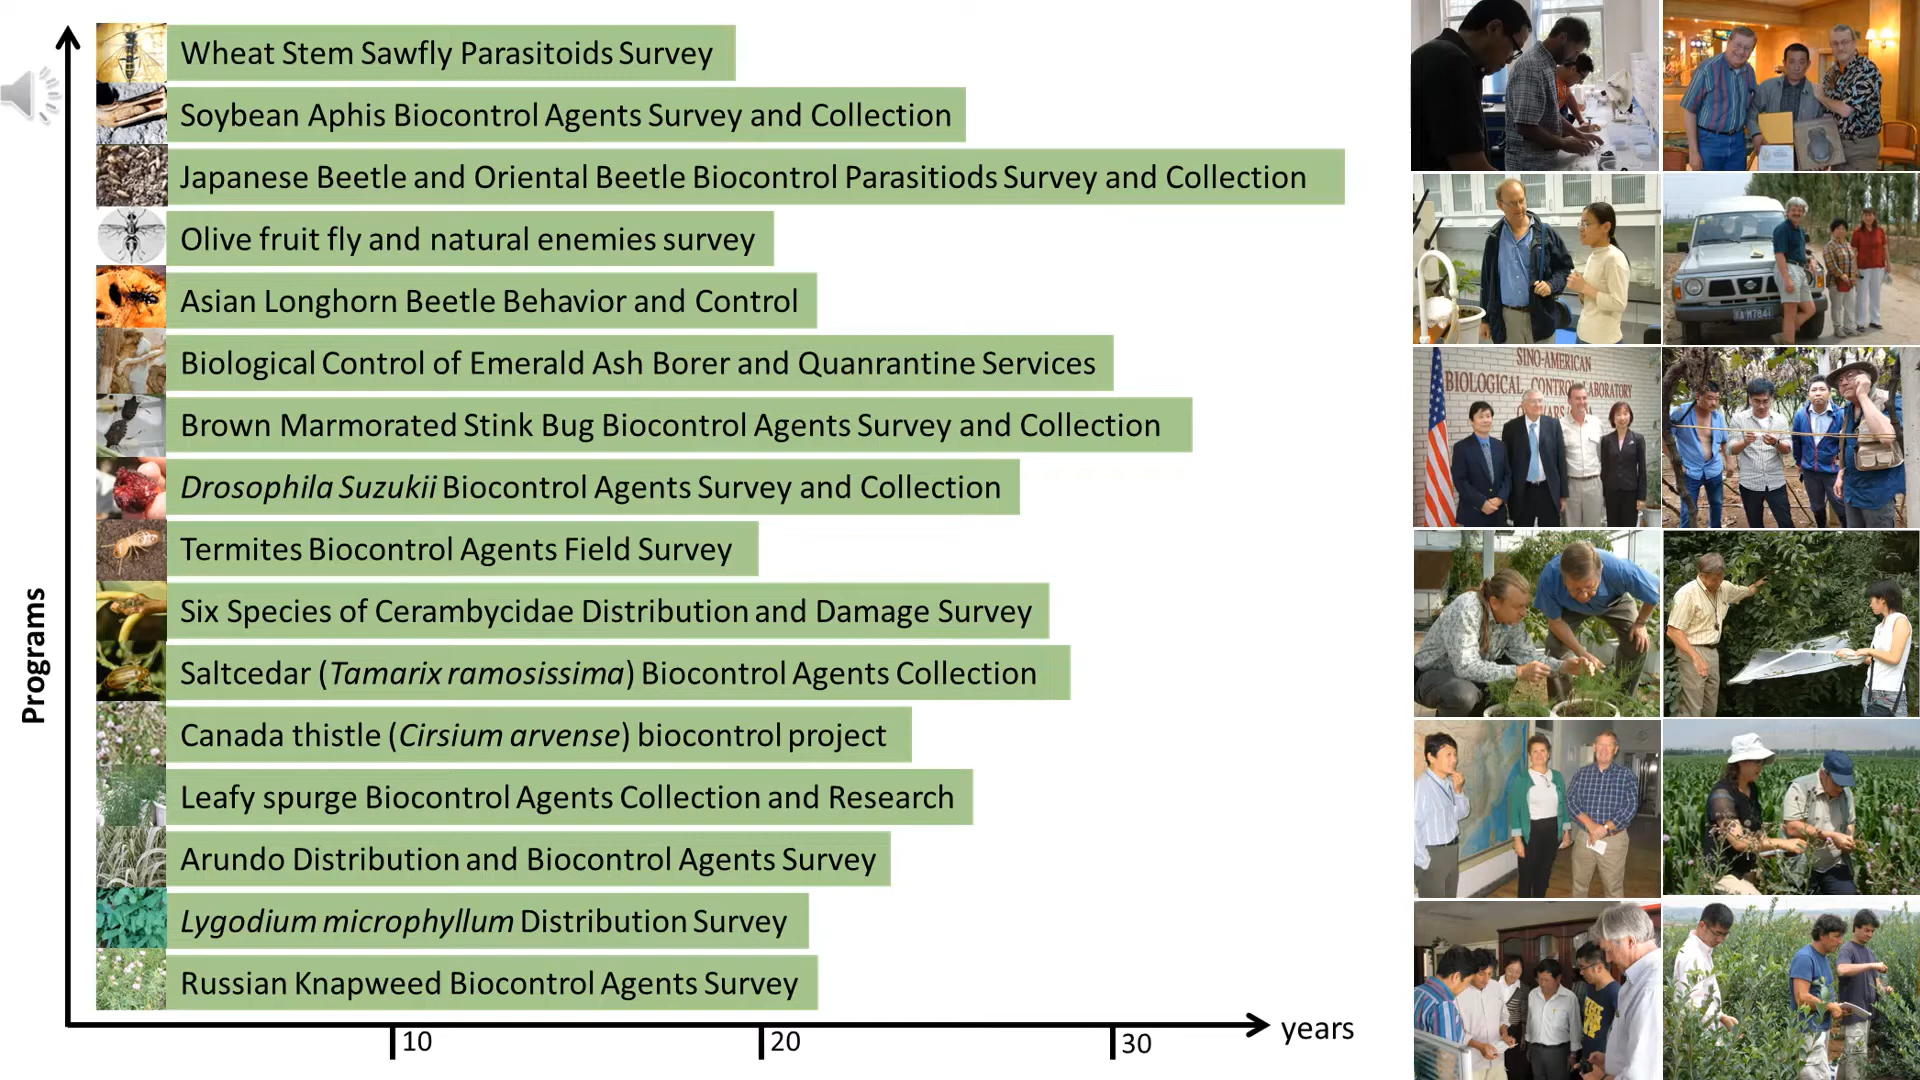 Wheat Stem Sawfly Parasitoids Survey
Soybean Aphis Biocontrol Agents Survey and Collection
Japanese Beetle and Oriental Beetle Biocontrol Parasitiods Survey and Collection
Olive fruit fly and natural enemies survey
Asian Longhorn Beetle Behavior and Control
Biological Control of Emerald Ash Borer and Quanrantine Services
Brown Marmorated Stink Bug Biocontrol Agents Survey and Collection
Drosophila Suzukii Biocontrol Agents Survey and Collection
Termites Biocontrol Agents Field Survey
Six Species of Cerambycidae Distribution and Damage Survey
Saltcedar (Tamarix ramosissima) Biocontrol Agents Collection
Canada thistle (Cirsium arvense) biocontrol project
Leafy spurge Biocontrol Agents Collection and Research
Arundo Distribution and Biocontrol Agents Survey
Lygodium microphyllum Distribution Survey
Russian Knapweed Biocontrol Agents Survey
Programs
10
20
30
years
SINO-AMERICAN
BIOLOGICAL CONTROL LABORATORY